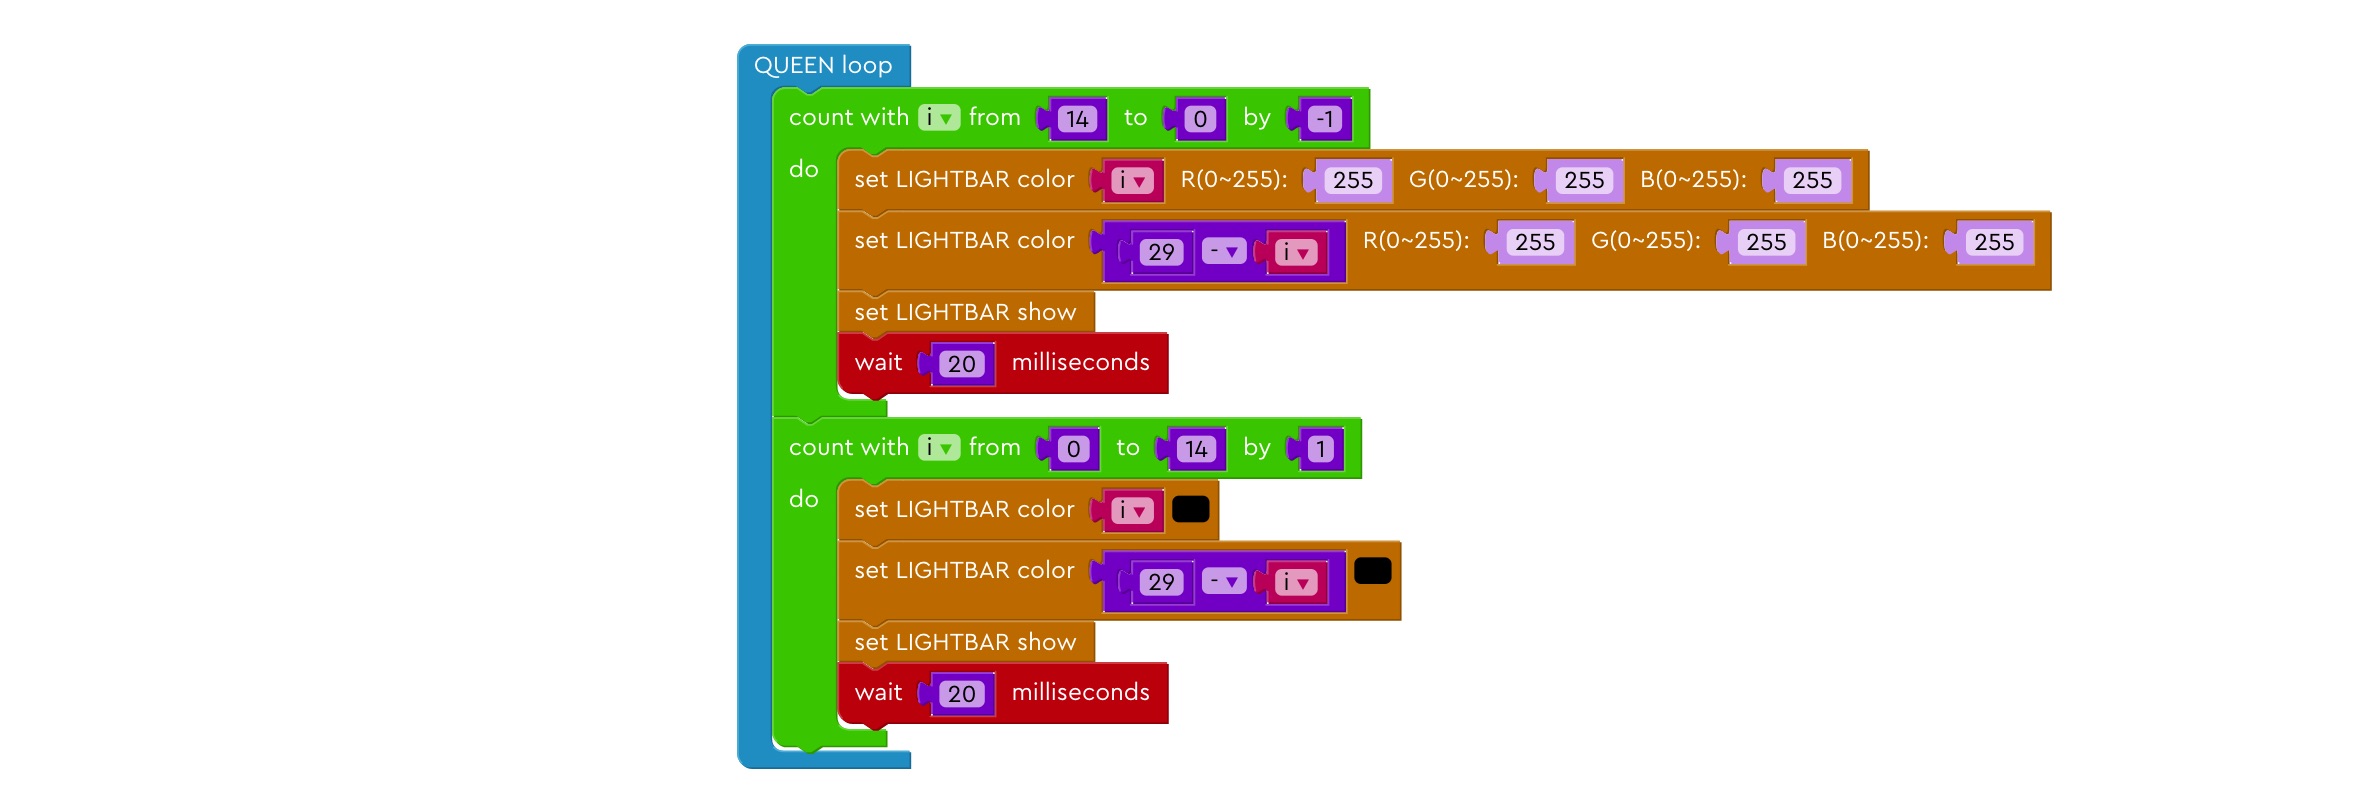 QUEEN loop
count with i ▼ from 14 to 0 by -1
do
set LIGHTBAR color i ▼ R(0~255): 255 G(0~255): 255 B(0~255): 255
set LIGHTBAR color 29 - ▼ i ▼ R(0~255): 255 G(0~255): 255 B(0~255): 255
set LIGHTBAR show
wait 20 milliseconds
count with i ▼ from 0 to 14 by 1
do
set LIGHTBAR color i ▼
set LIGHTBAR color 29 - ▼ i ▼
set LIGHTBAR show
wait 20 milliseconds